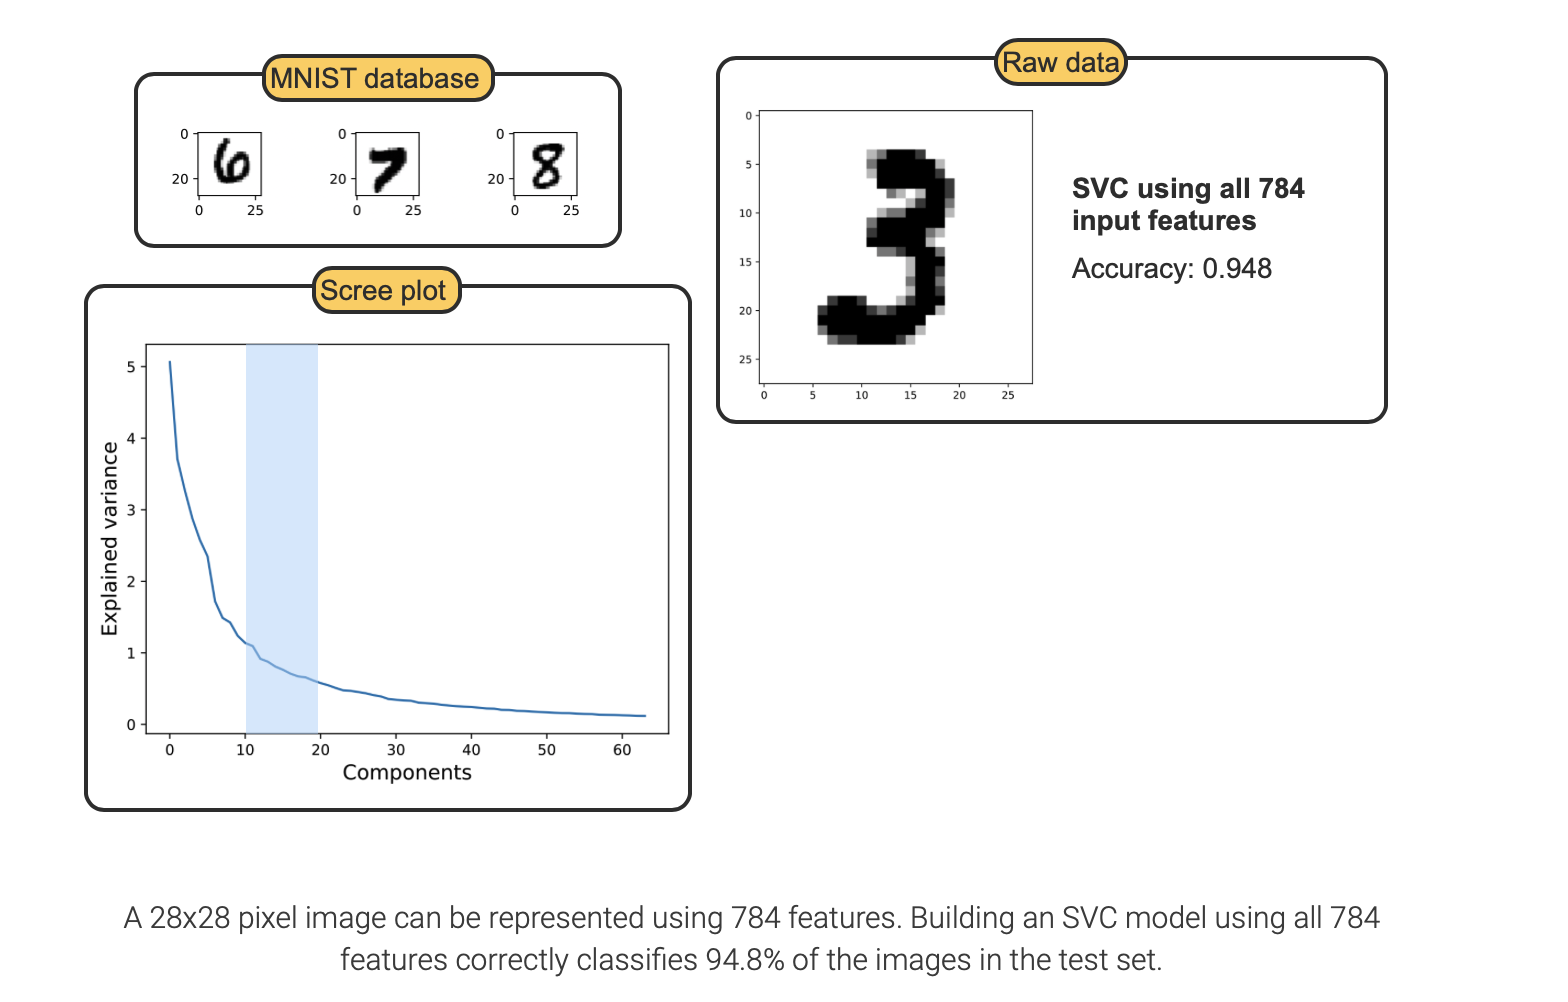 MNIST database
0
20
0 25
0
20
0 25
0
20
0 25
Scree plot
Explained variance
5
4
3
2
1
0
0 10 20 30 40 50 60
Components
Raw data
0
5
10
15
20
25
0 5 10 15 20 25
SVC using all 784
input features
Accuracy: 0.948
A 28x28 pixel image can be represented using 784 features. Building an SVC model using all 784
features correctly classifies 94.8% of the images in the test set.